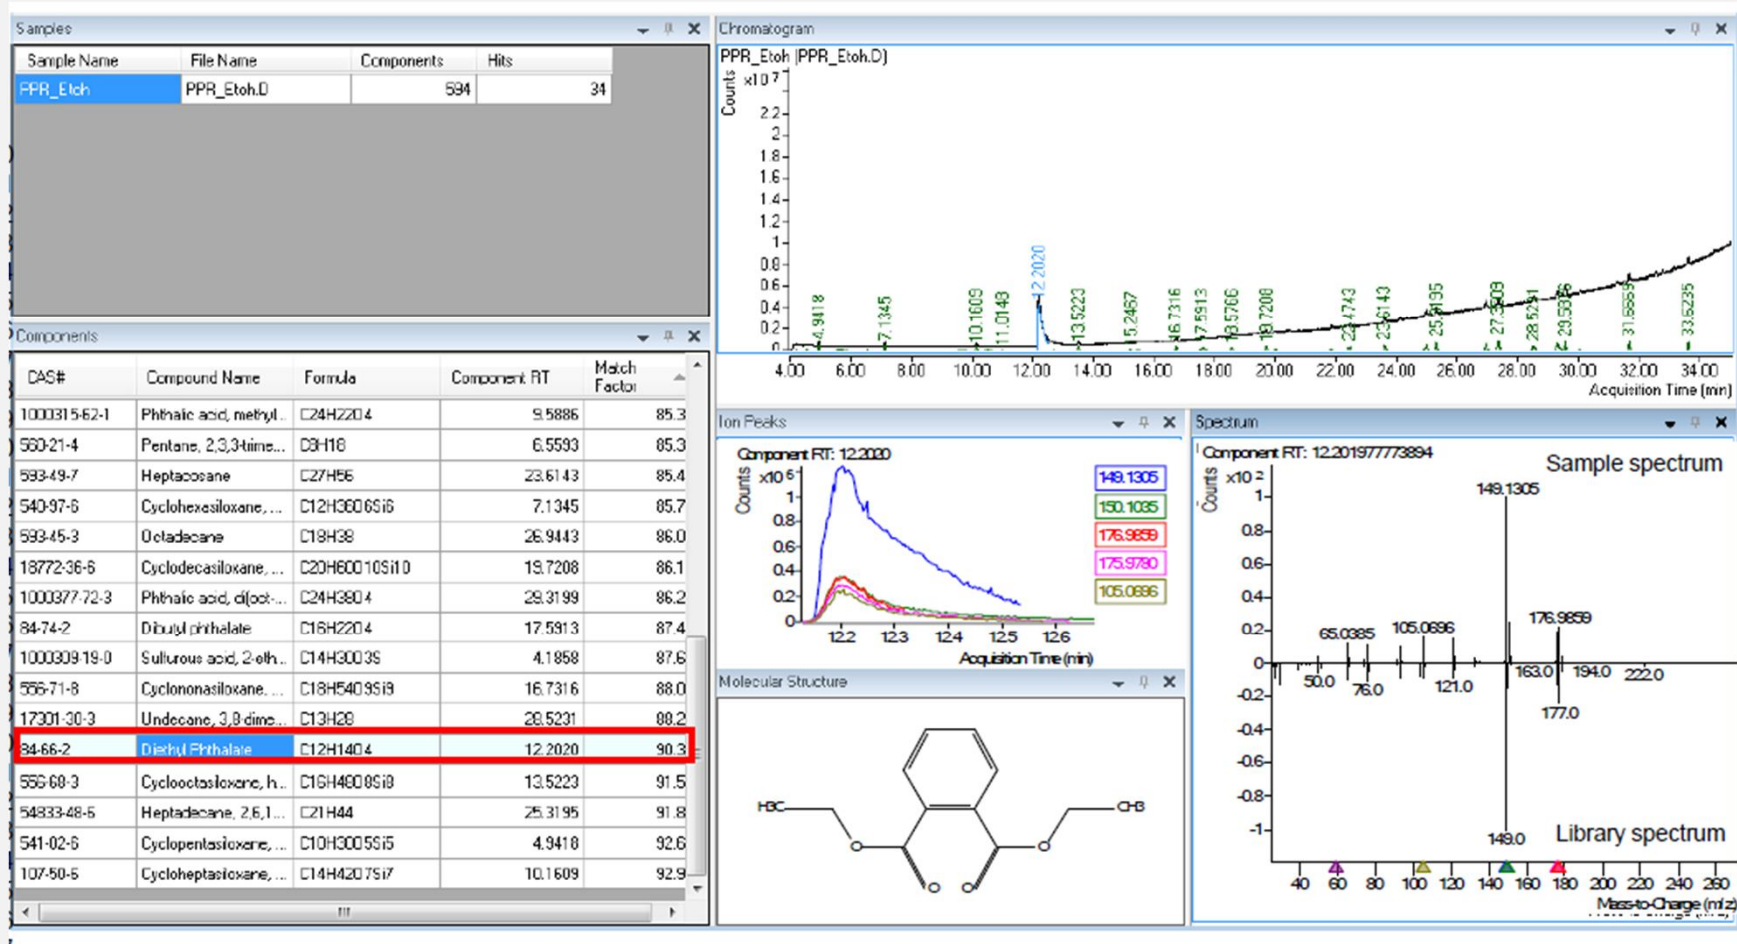 Samples
Sample Name File Name Components Hits
PPR_Etoh PPR_Etoh.D 594 34
Components
CAS# Compound Name Formula Component RT Match Factor
1000315-62-1 Phthalic acid, methyl... C24H22O4 9.5886 85.3
560-21-4 Pentane, 2,3,3-trime... C8H18 6.5593 85.3
593-49-7 Heptacosane C27H56 23.6143 85.4
540-97-6 Cyclohexasiloxane, ... C12H36O6Si6 7.1345 85.7
593-45-3 Octadecane C18H38 26.9443 86.0
18772-36-6 Cyclodecasiloxane, ... C20H60O10Si10 19.7208 86.1
1000377-72-3 Phthalic acid, di(oct-... C24H38O4 29.3199 86.2
84-74-2 Dibutyl phthalate C16H22O4 17.5913 87.4
1000309-19-0 Sulfurous acid, 2-eth... C14H30O3S 4.1858 87.6
556-71-8 Cyclononasiloxane, ... C18H54O9Si9 16.7316 88.0
17301-30-3 Undecane, 3,8-dime... C13H28 28.5231 88.2
84-66-2 Diethyl Phthalate C12H14O4 12.2020 90.3
556-68-3 Cyclooctasiloxane, h... C16H48O8Si8 13.5223 91.5
54833-48-6 Heptadecane, 2,6,1... C21H44 25.3195 91.8
541-02-6 Cyclopentasiloxane, ... C10H30O5Si5 4.9418 92.6
107-50-6 Cycloheptasiloxane, ... C14H42O7Si7 10.1609 92.9
Chromatogram
PPR_Etoh (PPR_Etoh.D)
Counts x10 7
2.2
2
1.8
1.6
1.4
1.2
1
0.8
0.6
0.4
0.2
0
4.9418 7.1345 10.1609 11.0148 12.2020 13.5223 15.2467 16.7316 17.5913 18.5766 19.7208 22.4743 23.6143 28.5231 33.6235
4.00 6.00 8.00 10.00 12.00 14.00 16.00 18.00 20.00 22.00 24.00 26.00 28.00 30.00 32.00 34.00
Acquisition Time (min)
Ion Peaks
Component RT: 12.2020
Counts x10 6
1
0.8
0.6
0.4
0.2
0
149.1305
150.1035
176.9859
175.9780
105.0696
12.2 12.3 12.4 12.5 12.6
Acquisition Time (min)
Molecular Structure
H3C CH3
O O
O O
Spectrum
Component RT: 12.201977773894
Sample spectrum
Counts x10 2
1
0.8
0.6
0.4
0.2
0
-0.2
-0.4
-0.6
-0.8
-1
149.1305
65.0385 105.0696 176.9859
50.0 76.0 121.0 163.0 194.0 222.0
177.0
149.0
Library spectrum
40 60 80 100 120 140 160 180 200 220 240 260
Mass-to-Charge (m/z)